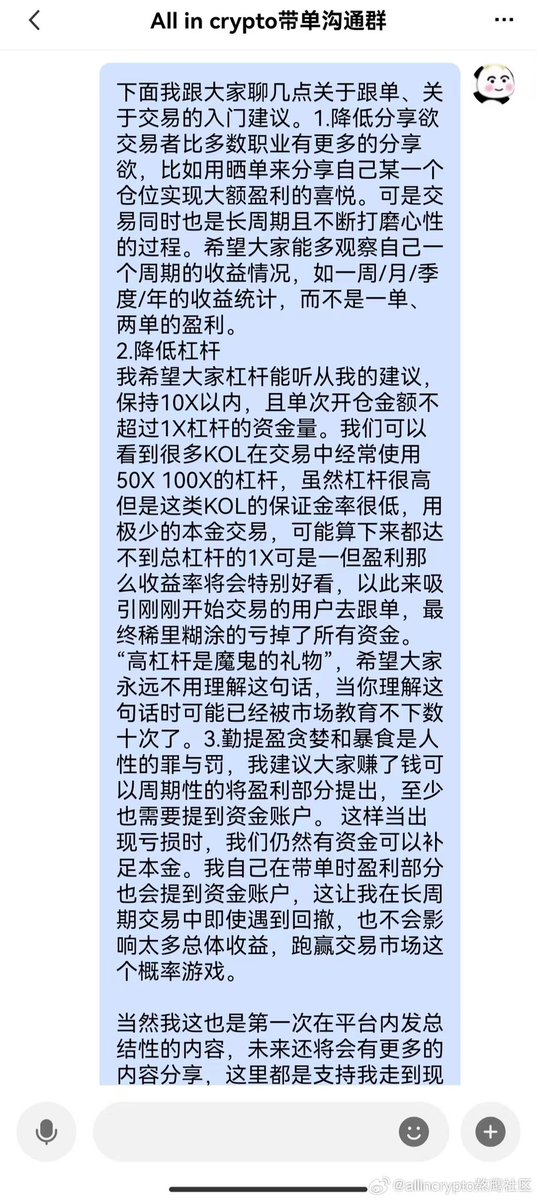 All in crypto带单沟通群
下面我跟大家聊几点关于跟单、关
于交易的入门建议。1.降低分享欲
交易者比多数职业有更多的分享
欲，比如用晒单来分享自己某一个
仓位实现大额盈利的喜悦。可是交
易同时也是长周期且不断打磨心性
的过程。希望大家能多观察自己一
个周期的收益情况，如一周/月/季
度/年的收益统计，而不是一单、
两单的盈利。
2.降低杠杆
我希望大家杠杆能听从我的建议，
保持10X以内，且单次开仓金额不
超过1X杠杆的资金量。我们可以
看到很多KOL在交易中经常使用
50X 100X的杠杆，虽然杠杆很高
但是这类KOL的保证金率很低，用
极少的本金交易，可能算下来都达
不到总杠杆的1X可是一但盈利那
么收益率将会特别好看，以此来吸
引刚刚开始交易的用户去跟单，最
终稀里糊涂的亏掉了所有资金。
“高杠杆是魔鬼的礼物”，希望大家
永远不用理解这句话，当你理解这
句话时可能已经被市场教育不下数
十次了。3.勤提盈贪婪和暴食是人
性的罪与罚，我建议大家赚了钱可
以周期性的将盈利部分提出，至少
也需要提到资金账户。 这样当出
现亏损时，我们仍然有资金可以补
足本金。我自己在带单时盈利部分
也会提到资金账户，这让我在长周
期交易中即使遇到回撤，也不会影
响太多总体收益，跑赢交易市场这
个概率游戏。
当然我这也是第一次在平台内发总
结性的内容，未来还将会有更多的
内容分享，这里都是支持我走到现
@allincrypto熬鹰社区